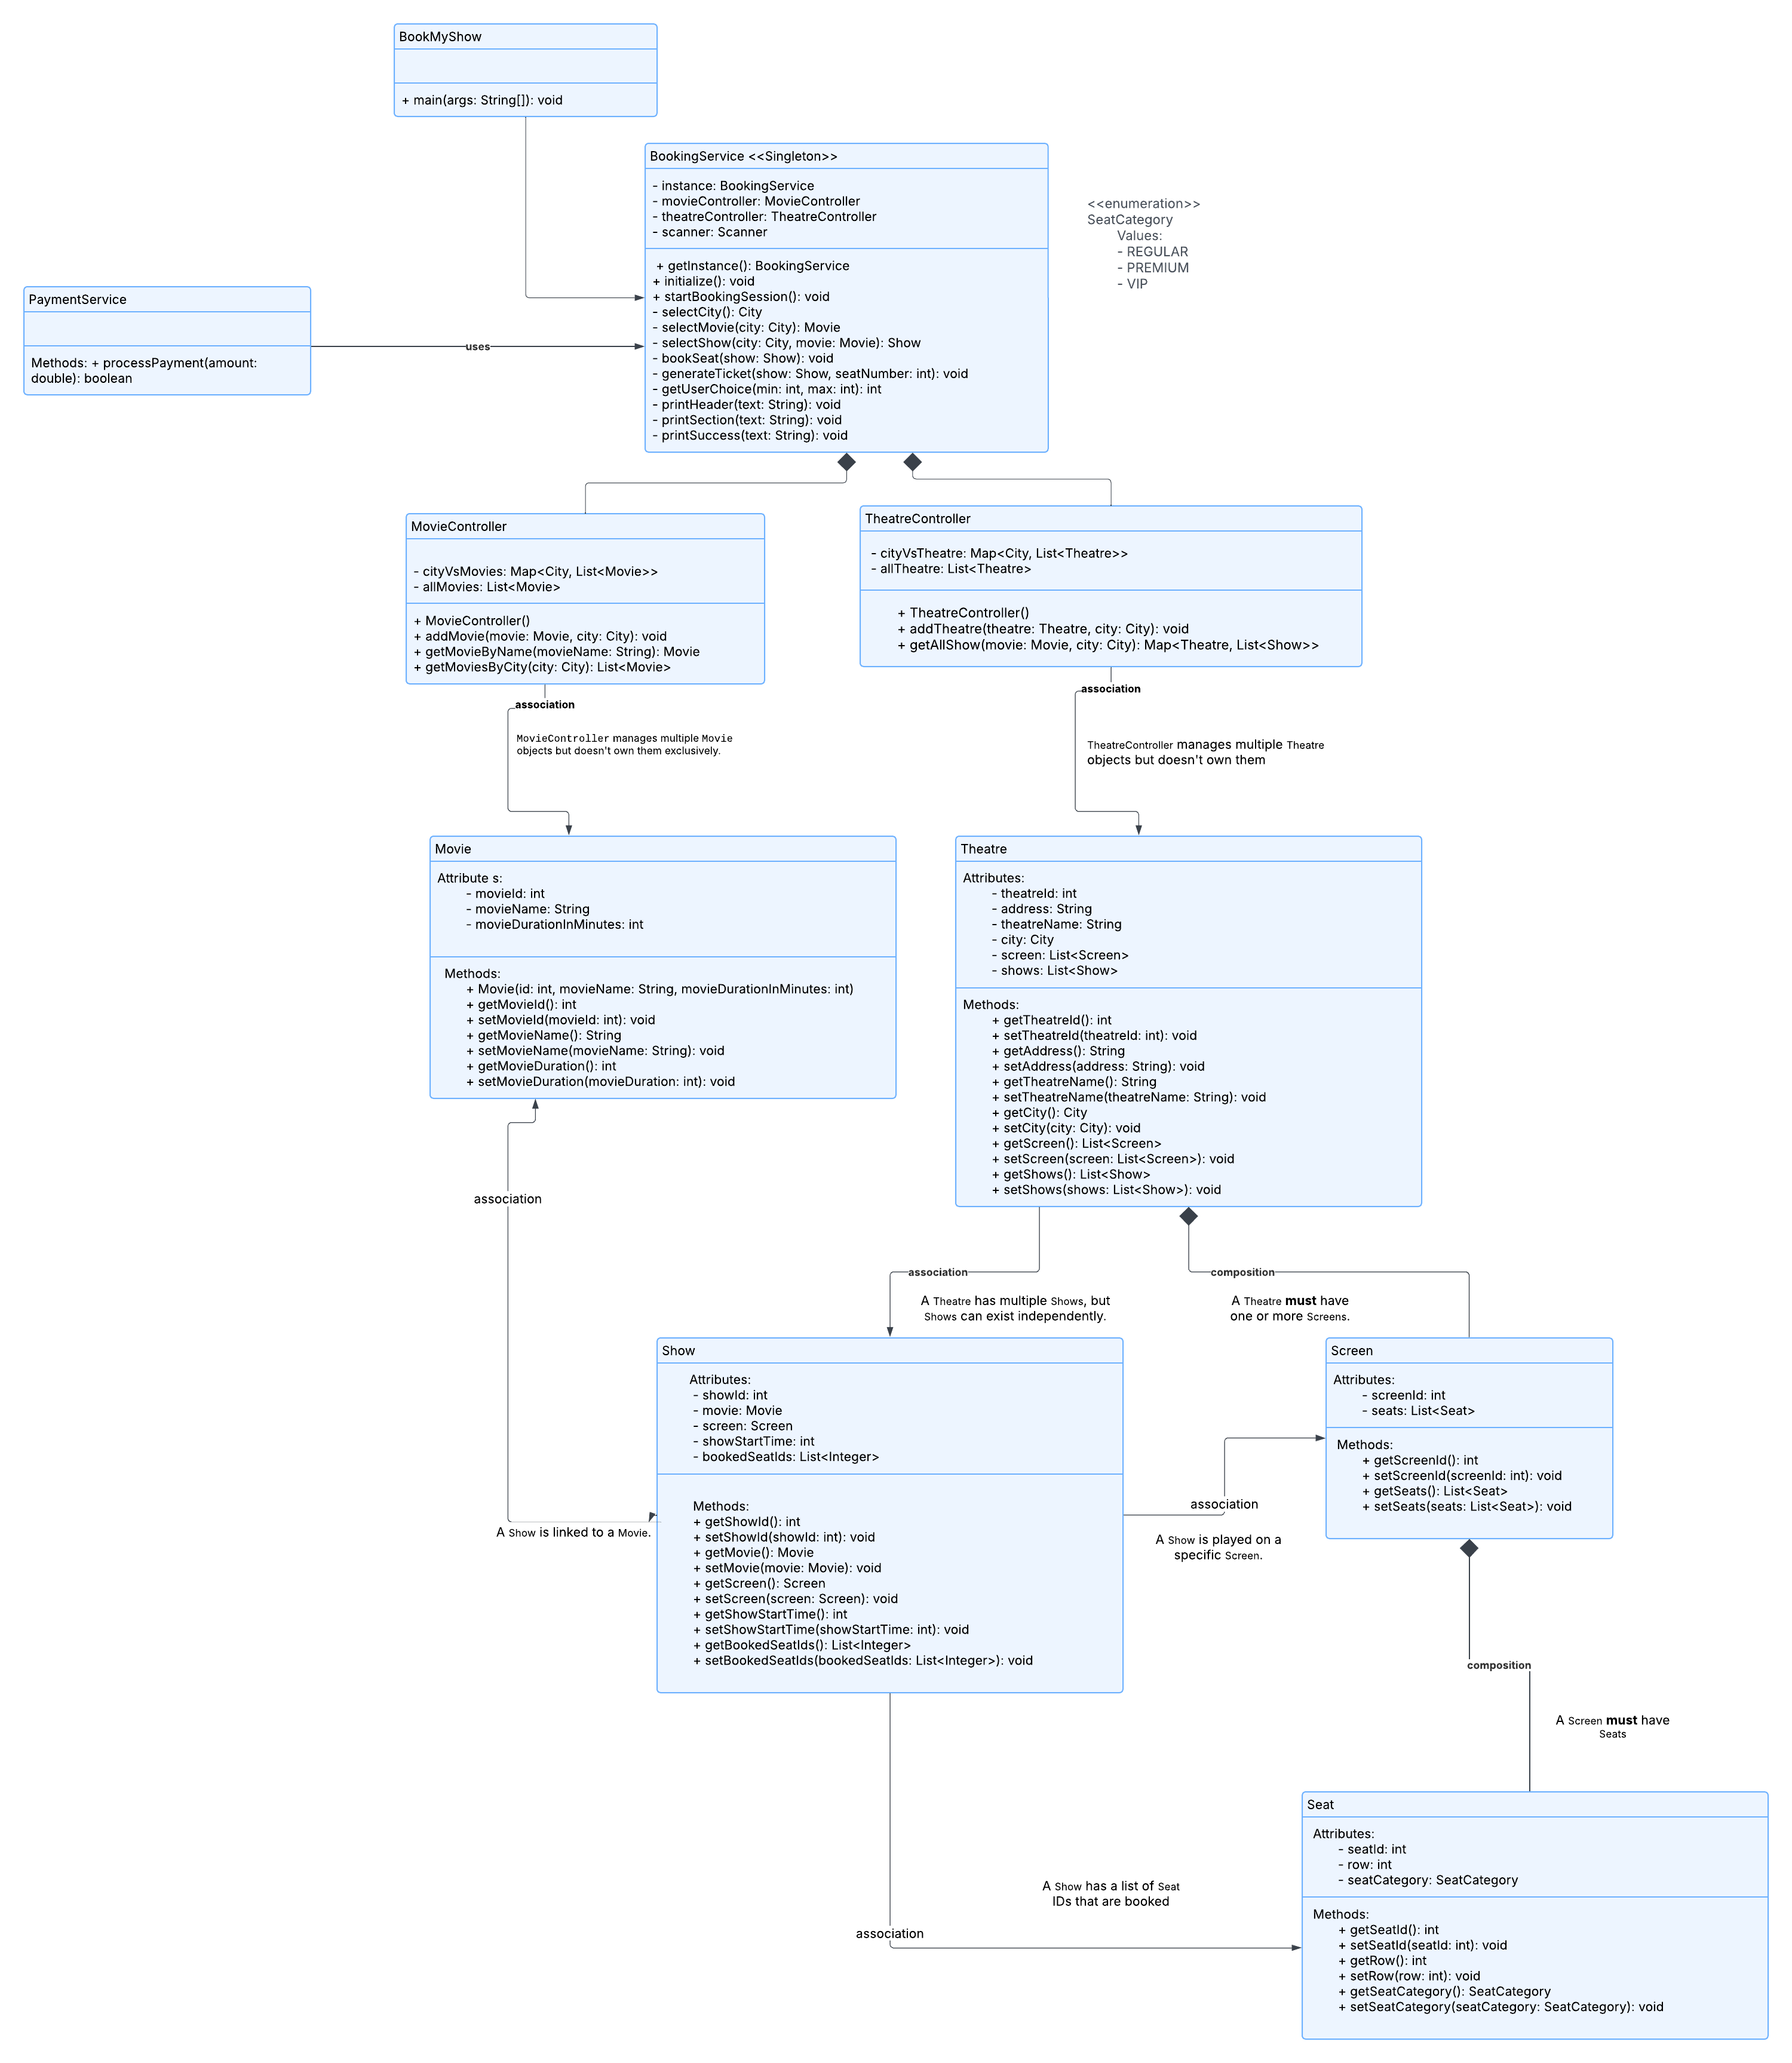 BookMyShow
+ main(args: String[]): void
BookingService <<Singleton>>
- instance: BookingService
- movieController: MovieController
- theatreController: TheatreController
- scanner: Scanner
+ getInstance(): BookingService
+ initialize(): void
+ startBookingSession(): void
- selectCity(): City
- selectMovie(city: City): Movie
- selectShow(city: City, movie: Movie): Show
- bookSeat(show: Show): void
- generateTicket(show: Show, seatNumber: int): void
- getUserChoice(min: int, max: int): int
- printHeader(text: String): void
- printSection(text: String): void
- printSuccess(text: String): void
<<enumeration>>
SeatCategory
Values:
- REGULAR
- PREMIUM
- VIP
PaymentService
Methods: + processPayment(amount:
double): boolean
uses
MovieController
- cityVsMovies: Map<City, List<Movie>>
- allMovies: List<Movie>
+ MovieController()
+ addMovie(movie: Movie, city: City): void
+ getMovieByName(movieName: String): Movie
+ getMoviesByCity(city: City): List<Movie>
TheatreController
- cityVsTheatre: Map<City, List<Theatre>>
- allTheatre: List<Theatre>
+ TheatreController()
+ addTheatre(theatre: Theatre, city: City): void
+ getAllShow(movie: Movie, city: City): Map<Theatre, List<Show>>
association
MovieController manages multiple Movie
objects but doesn't own them exclusively.
association
TheatreController manages multiple Theatre
objects but doesn't own them
Movie
Attribute s:
- movieId: int
- movieName: String
- movieDurationInMinutes: int
Methods:
+ Movie(id: int, movieName: String, movieDurationInMinutes: int)
+ getMovieId(): int
+ setMovieId(movieId: int): void
+ getMovieName(): String
+ setMovieName(movieName: String): void
+ getMovieDuration(): int
+ setMovieDuration(movieDuration: int): void
Theatre
Attributes:
- theatreId: int
- address: String
- theatreName: String
- city: City
- screen: List<Screen>
- shows: List<Show>
Methods:
+ getTheatreId(): int
+ setTheatreId(theatreId: int): void
+ getAddress(): String
+ setAddress(address: String): void
+ getTheatreName(): String
+ setTheatreName(theatreName: String): void
+ getCity(): City
+ setCity(city: City): void
+ getScreen(): List<Screen>
+ setScreen(screen: List<Screen>): void
+ getShows(): List<Show>
+ setShows(shows: List<Show>): void
association
A Show is linked to a Movie.
association
A Theatre has multiple Shows, but
Shows can exist independently.
composition
A Theatre must have
one or more Screens.
Show
Attributes:
- showId: int
- movie: Movie
- screen: Screen
- showStartTime: int
- bookedSeatIds: List<Integer>
Methods:
+ getShowId(): int
+ setShowId(showId: int): void
+ getMovie(): Movie
+ setMovie(movie: Movie): void
+ getScreen(): Screen
+ setScreen(screen: Screen): void
+ getShowStartTime(): int
+ setShowStartTime(showStartTime: int): void
+ getBookedSeatIds(): List<Integer>
+ setBookedSeatIds(bookedSeatIds: List<Integer>): void
association
A Show is played on a
specific Screen.
Screen
Attributes:
- screenId: int
- seats: List<Seat>
Methods:
+ getScreenId(): int
+ setScreenId(screenId: int): void
+ getSeats(): List<Seat>
+ setSeats(seats: List<Seat>): void
composition
A Screen must have
Seats
A Show has a list of Seat
IDs that are booked
association
Seat
Attributes:
- seatId: int
- row: int
- seatCategory: SeatCategory
Methods:
+ getSeatId(): int
+ setSeatId(seatId: int): void
+ getRow(): int
+ setRow(row: int): void
+ getSeatCategory(): SeatCategory
+ setSeatCategory(seatCategory: SeatCategory): void